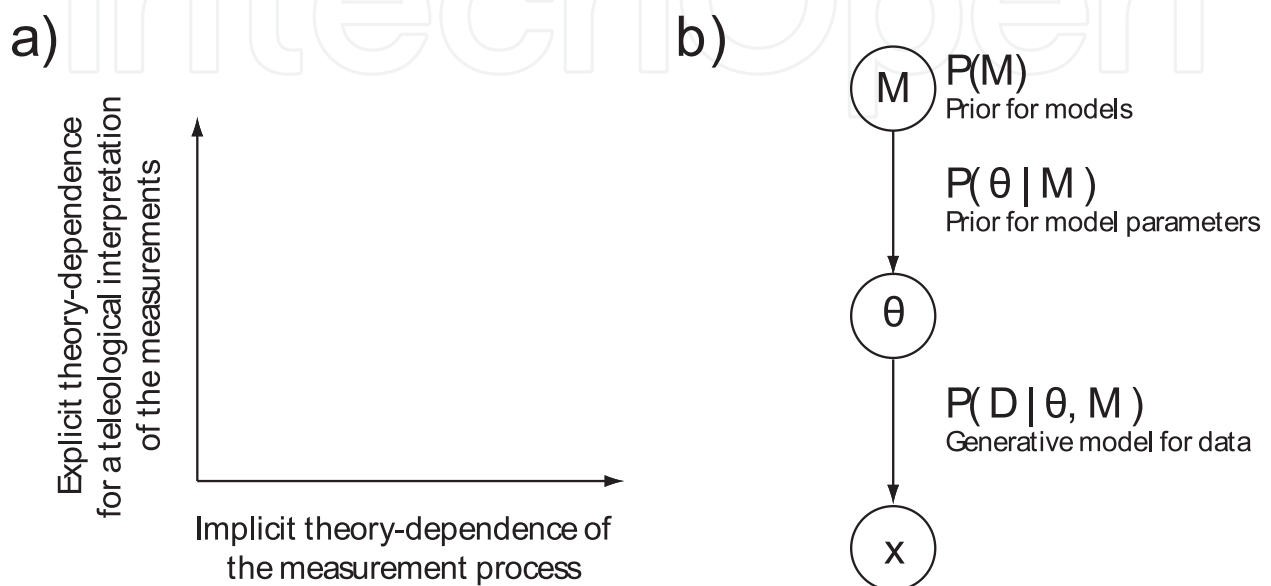 IntechOpen
a)
Explicit theory-dependence
for a teleological interpretation
of the measurements
Implicit theory-dependence of
the measurement process
b)
M
P(M)
Prior for models
P(θ | M)
Prior for model parameters
θ
P(D | θ, M)
Generative model for data
x